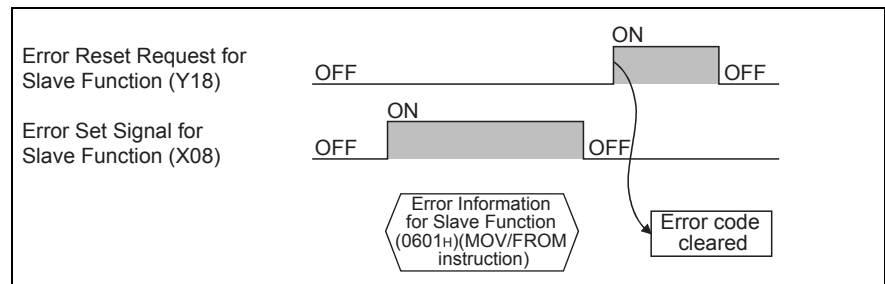 ON
Error Reset Request for
Slave Function (Y18)
OFF
OFF
ON
Error Set Signal for
Slave Function (X08)
OFF
OFF
Error Information
for Slave Function
(0601H)(MOV/FROM
instruction)
Error code
cleared